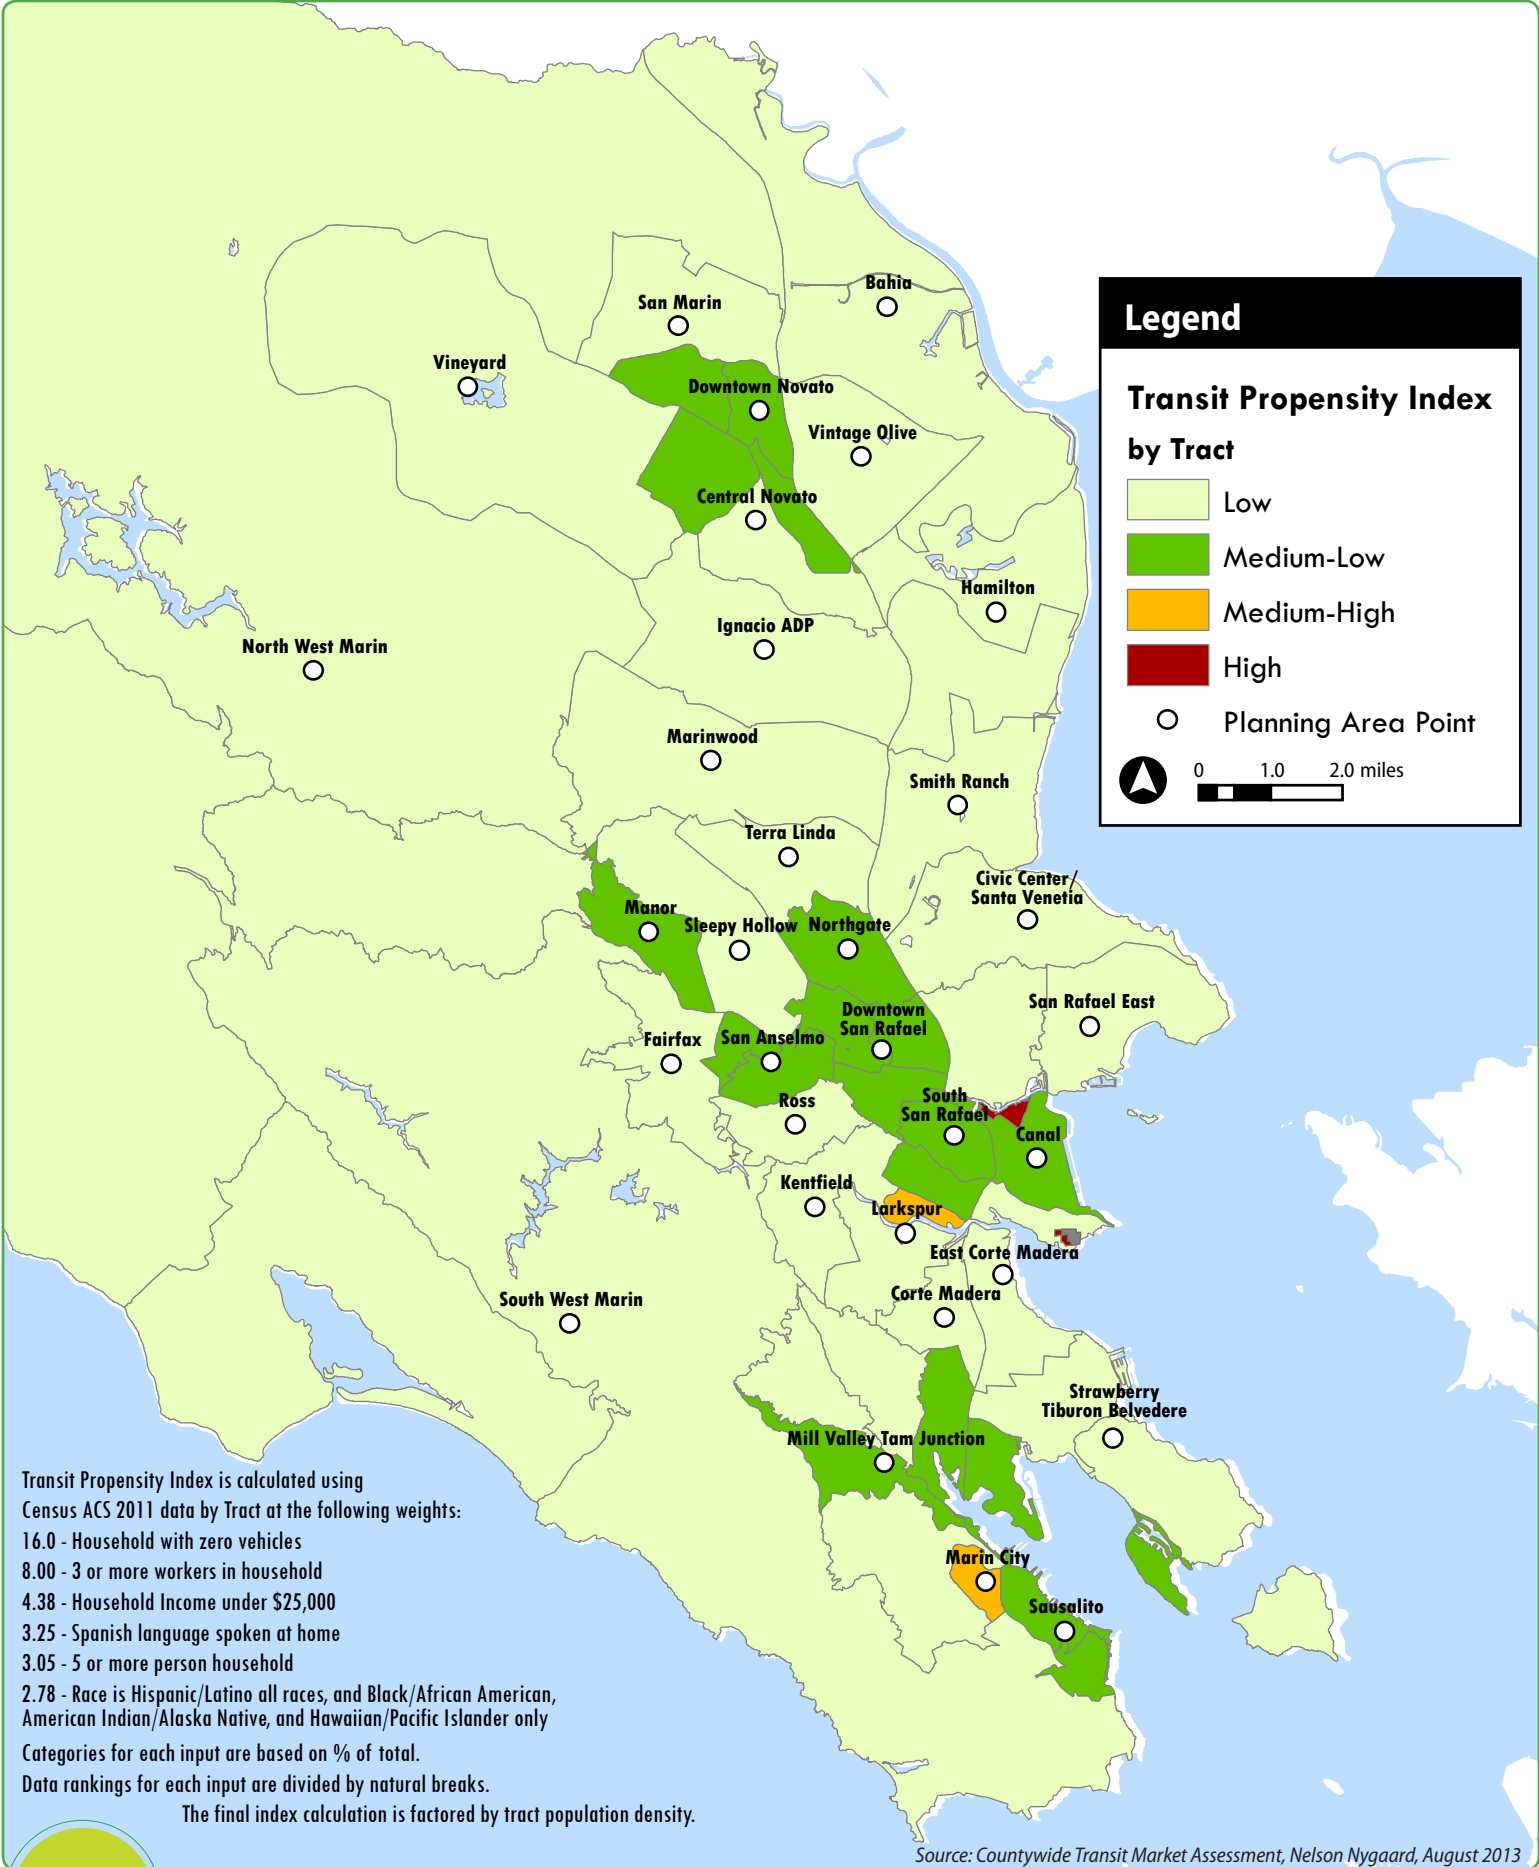 Bahia
San Marin
Vineyard
Downtown Novato
Vintage Olive
Central Novato
Hamilton
Ignacio ADP
North West Marin
Marinwood
Smith Ranch
Terra Linda
Civic Center/
Santa Venetia
Manor
Sleepy Hollow
Northgate
San Rafael East
Downtown
San Rafael
Fairfax
San Anselmo
Ross
South
San Rafael
Canal
Kentfield
Larkspur
East Corte Madera
Corte Madera
South West Marin
Strawberry
Tiburon Belvedere
Mill Valley Tam Junction
Marin City
Sausalito
Legend
Transit Propensity Index
by Tract
Low
Medium-Low
Medium-High
High
Planning Area Point
0 1.0 2.0 miles
Transit Propensity Index is calculated using
Census ACS 2011 data by Tract at the following weights:
16.0 - Household with zero vehicles
8.00 - 3 or more workers in household
4.38 - Household Income under $25,000
3.25 - Spanish language spoken at home
3.05 - 5 or more person household
2.78 - Race is Hispanic/Latino all races, and Black/African American,
American Indian/Alaska Native, and Hawaiian/Pacific Islander only
Categories for each input are based on % of total.
Data rankings for each input are divided by natural breaks.
The final index calculation is factored by tract population density.
Source: Countywide Transit Market Assessment, Nelson Nygaard, August 2013